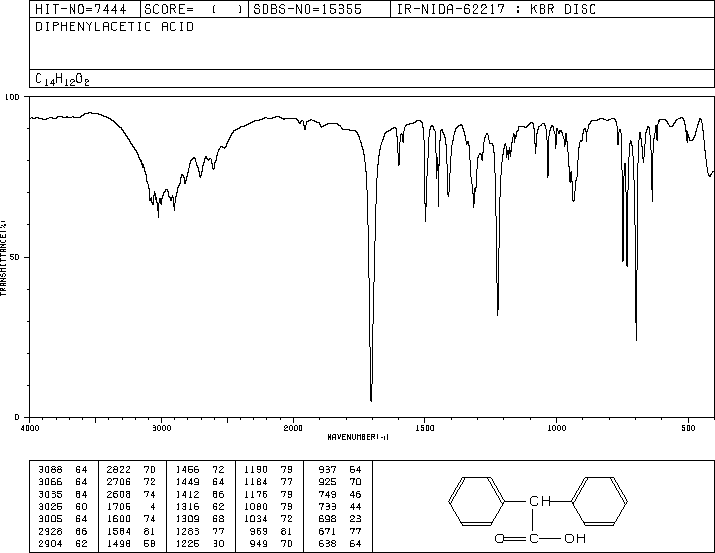 HIT-NO=7444 SCORE= ( ) SDBS-NO=15355 IR-NIDA-62217 : KBR DISC
DIPHENYLACETIC ACID
C14H12O2
100
50
0
TRANSMITTANCE(%)
4000 3000 2000 1500 1000 500
WAVENUMBER(-1)
3088 64 2822 70 1456 72 1190 79 937 64
3066 64 2706 72 1449 64 1184 77 925 70
3035 64 2608 74 1412 66 1176 79 749 46
3025 60 1705 4 1316 62 1080 79 733 44
3005 64 1600 74 1309 68 1034 72 698 23
2928 66 1584 81 1283 77 969 81 671 77
2904 62 1498 58 1225 30 949 70 638 64
CH
O
C
OH